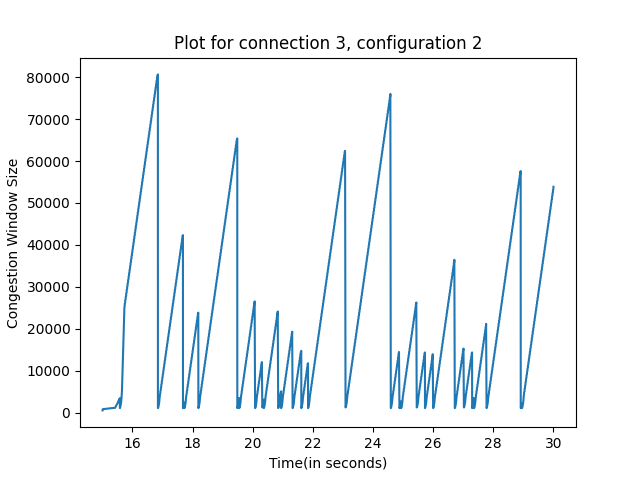 Plot for connection 3, configuration 2
80000
70000
60000
50000
40000
30000
20000
10000
0
Congestion Window Size
16 18 20 22 24 26 28 30
Time(in seconds)